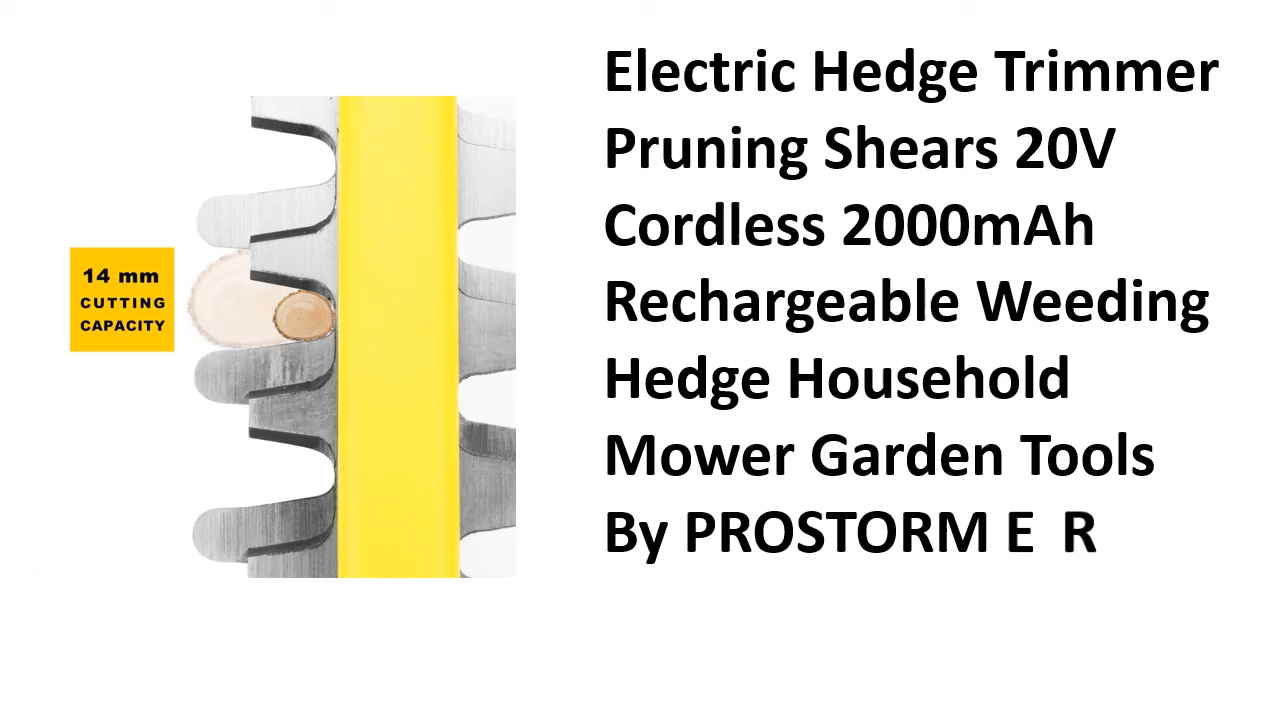 14 mm
CUTTING
CAPACITY
Electric Hedge Trimmer
Pruning Shears 20V
Cordless 2000mAh
Rechargeable Weeding
Hedge Household
Mower Garden Tools
By PROSTORM E R